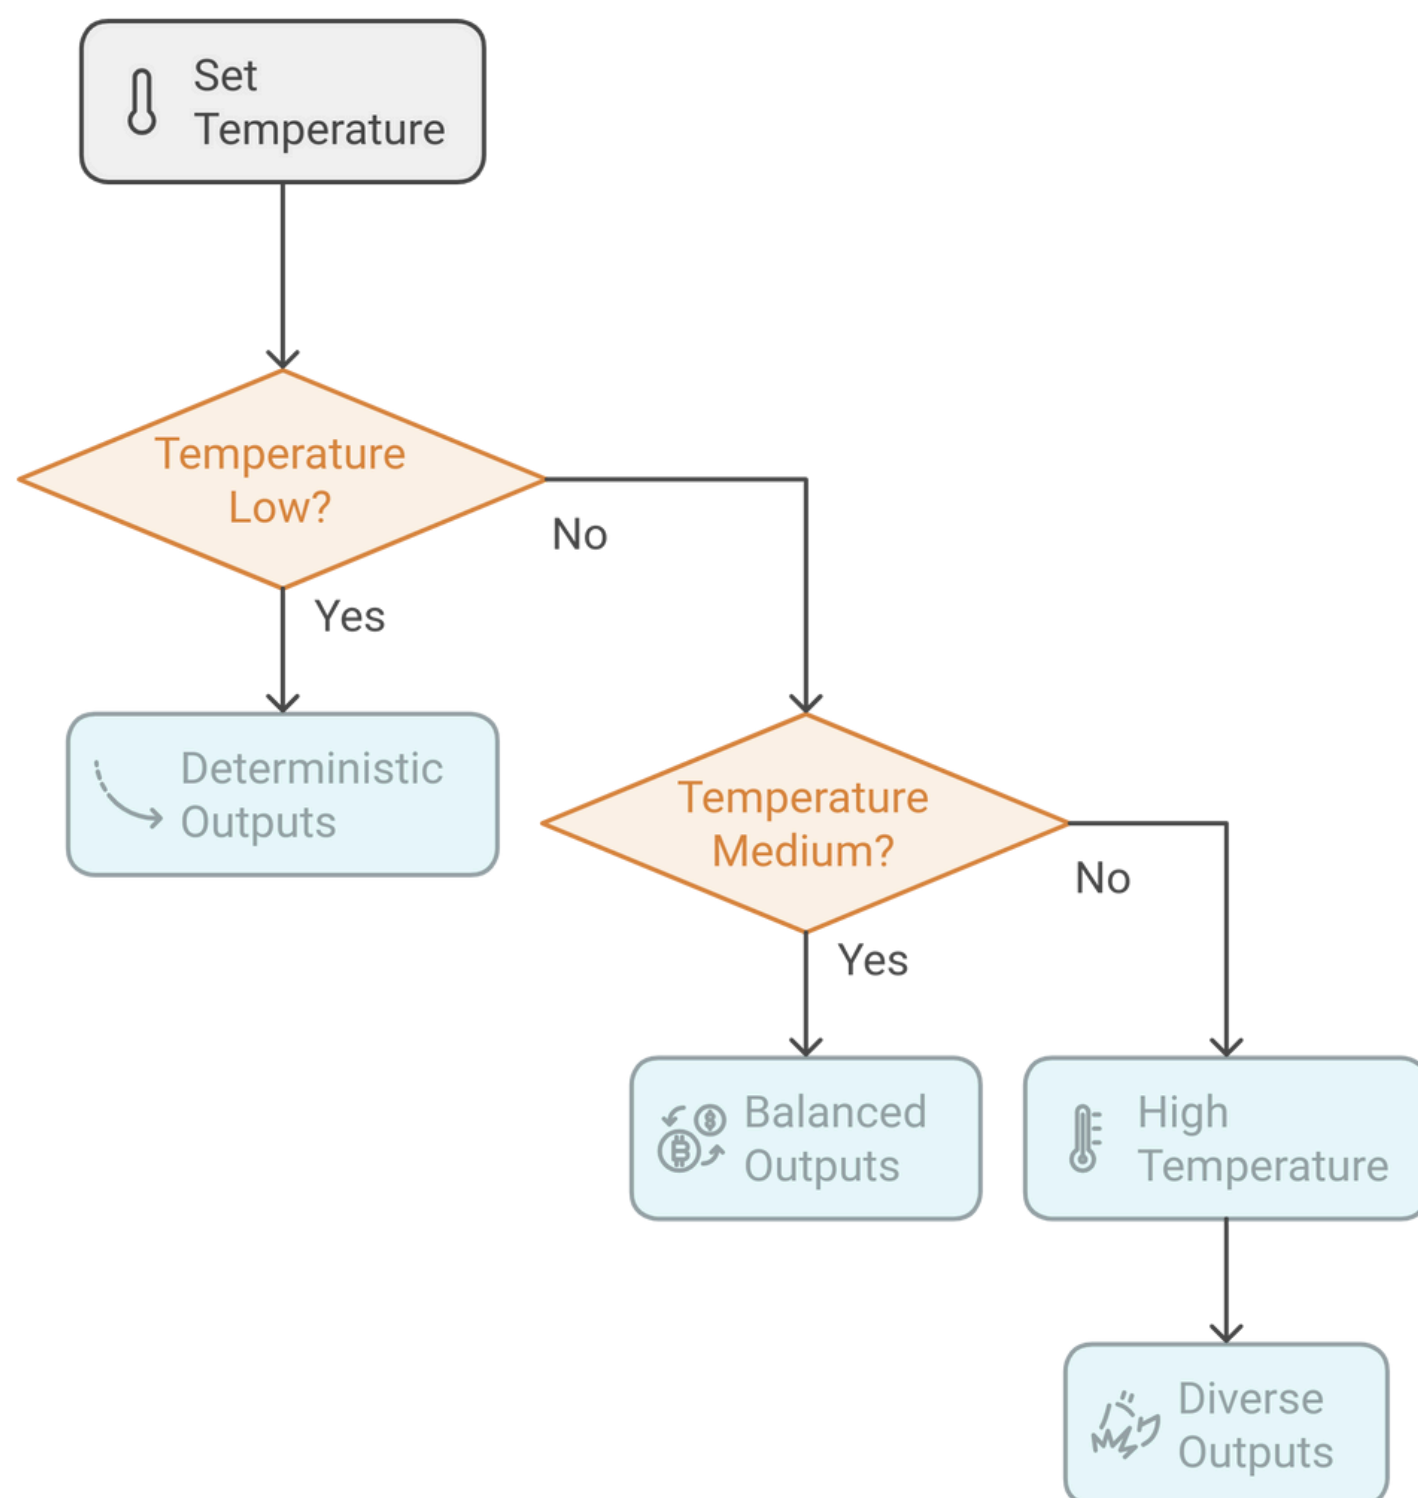 Set
Temperature
Temperature
Low?
No
Yes
Deterministic
Outputs
Temperature
Medium?
No
Yes
Balanced
Outputs
High
Temperature
Diverse
Outputs